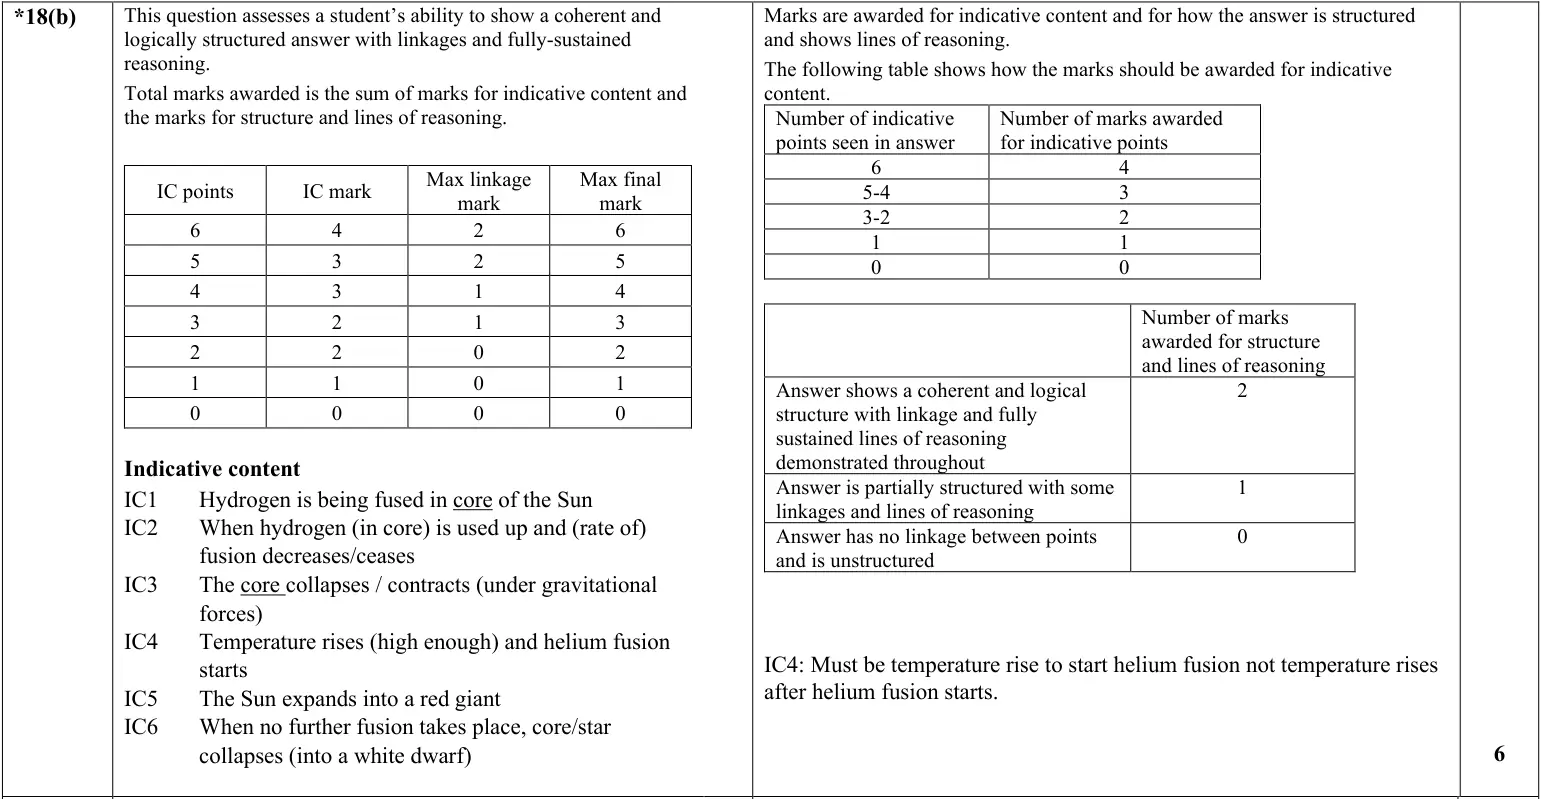 *18(b)
This question assesses a student’s ability to show a coherent and
logically structured answer with linkages and fully-sustained
reasoning.
Total marks awarded is the sum of marks for indicative content and
the marks for structure and lines of reasoning.
IC points IC mark Max linkage mark Max final mark
6 4 2 6
5 3 2 5
4 3 1 4
3 2 1 3
2 2 0 2
1 1 0 1
0 0 0 0
Indicative content
IC1 Hydrogen is being fused in core of the Sun
IC2 When hydrogen (in core) is used up and (rate of)
fusion decreases/ceases
IC3 The core collapses / contracts (under gravitational
forces)
IC4 Temperature rises (high enough) and helium fusion
starts
IC5 The Sun expands into a red giant
IC6 When no further fusion takes place, core/star
collapses (into a white dwarf)
Marks are awarded for indicative content and for how the answer is structured
and shows lines of reasoning.
The following table shows how the marks should be awarded for indicative
content.
Number of indicative points seen in answer Number of marks awarded for indicative points
6 4
5-4 3
3-2 2
1 1
0 0
Number of marks
awarded for structure
and lines of reasoning
Answer shows a coherent and logical 2
structure with linkage and fully
sustained lines of reasoning
demonstrated throughout
Answer is partially structured with some 1
linkages and lines of reasoning
Answer has no linkage between points 0
and is unstructured
IC4: Must be temperature rise to start helium fusion not temperature rises
after helium fusion starts.
6